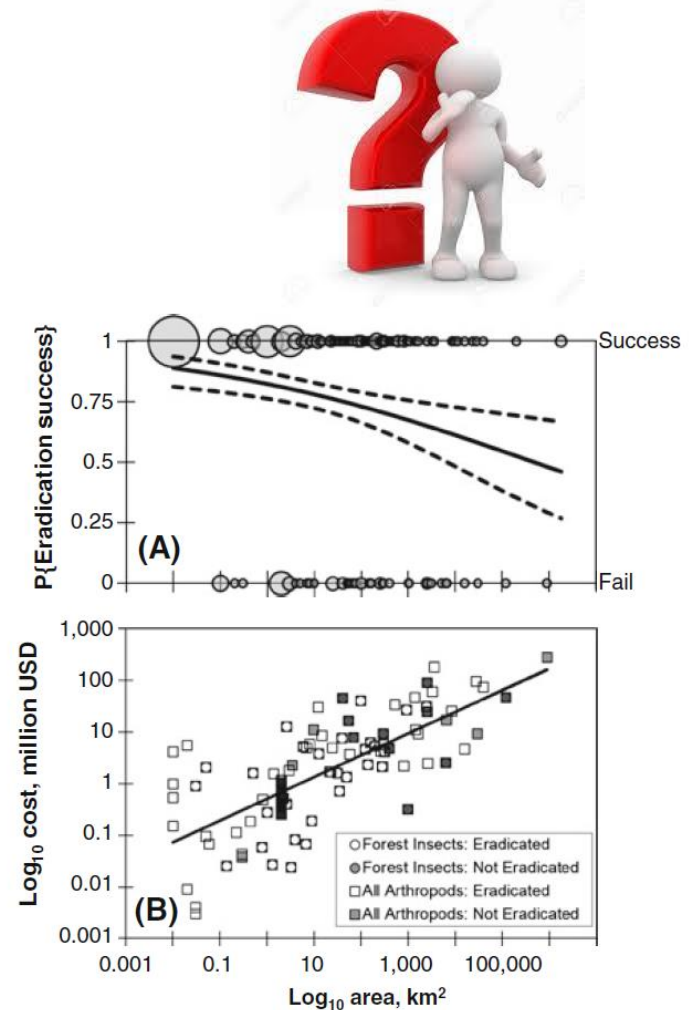 1
0.75
0.5
0.25
0
P{Eradication success}
(A)
Success
Fail
1,000
100
10
1
0.1
0.01
0.001
Log10 cost, million USD
(B)
Forest Insects: Eradicated
Forest Insects: Not Eradicated
All Arthropods: Eradicated
All Arthropods: Not Eradicated
0.001 0.1 10 1,000 100,000
Log10 area, km²